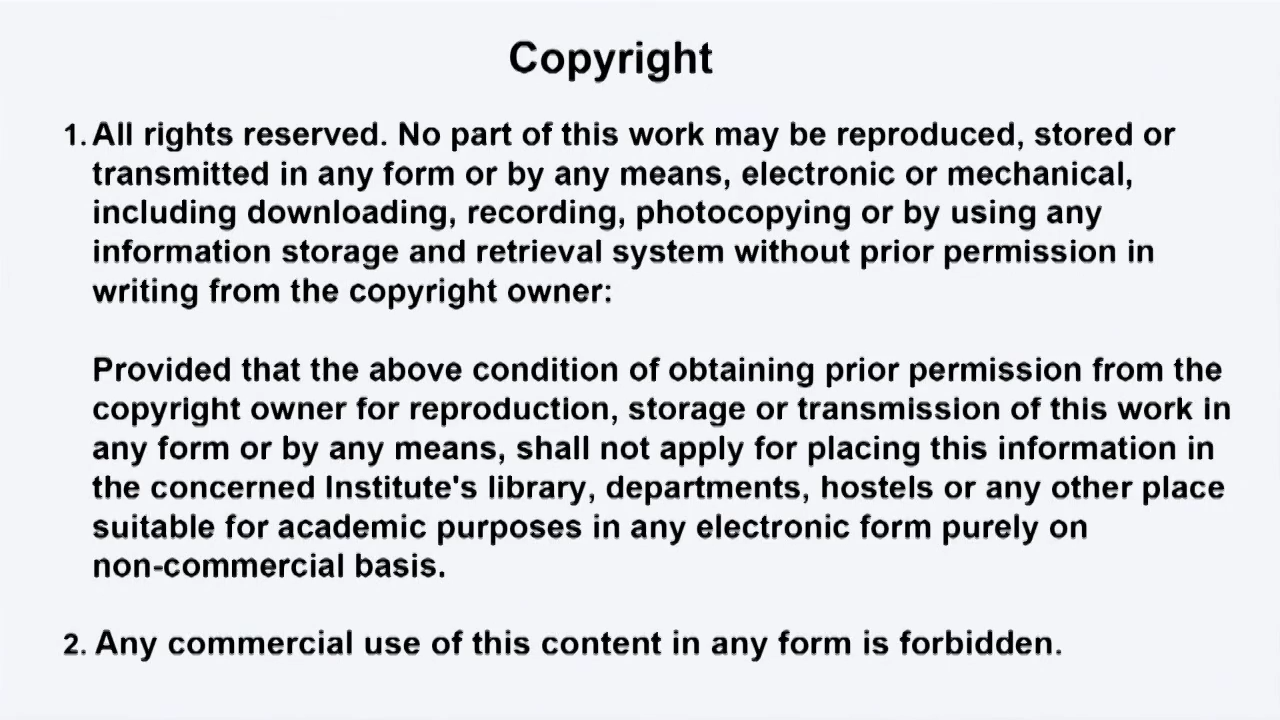 Copyright
1. All rights reserved. No part of this work may be reproduced, stored or
transmitted in any form or by any means, electronic or mechanical,
including downloading, recording, photocopying or by using any
information storage and retrieval system without prior permission in
writing from the copyright owner:
Provided that the above condition of obtaining prior permission from the
copyright owner for reproduction, storage or transmission of this work in
any form or by any means, shall not apply for placing this information in
the concerned Institute's library, departments, hostels or any other place
suitable for academic purposes in any electronic form purely on
non-commercial basis.
2. Any commercial use of this content in any form is forbidden.